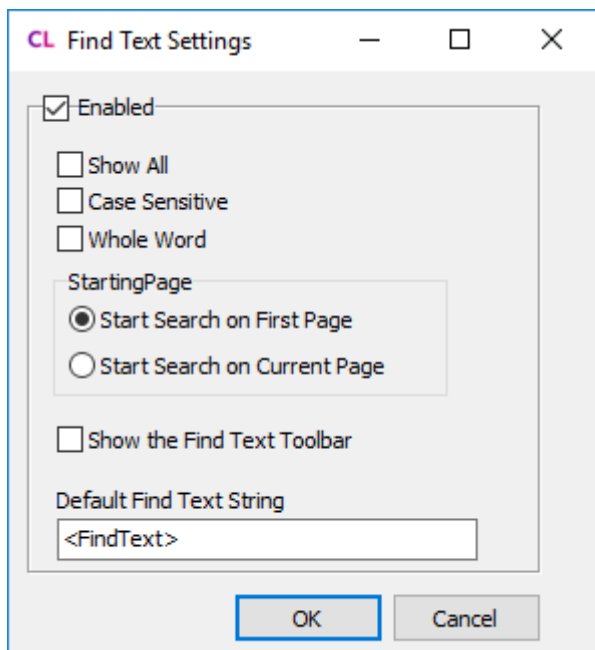 CL Find Text Settings
Enabled
Show All
Case Sensitive
Whole Word
StartingPage
Start Search on First Page
Start Search on Current Page
Show the Find Text Toolbar
Default Find Text String
<FindText>
OK Cancel